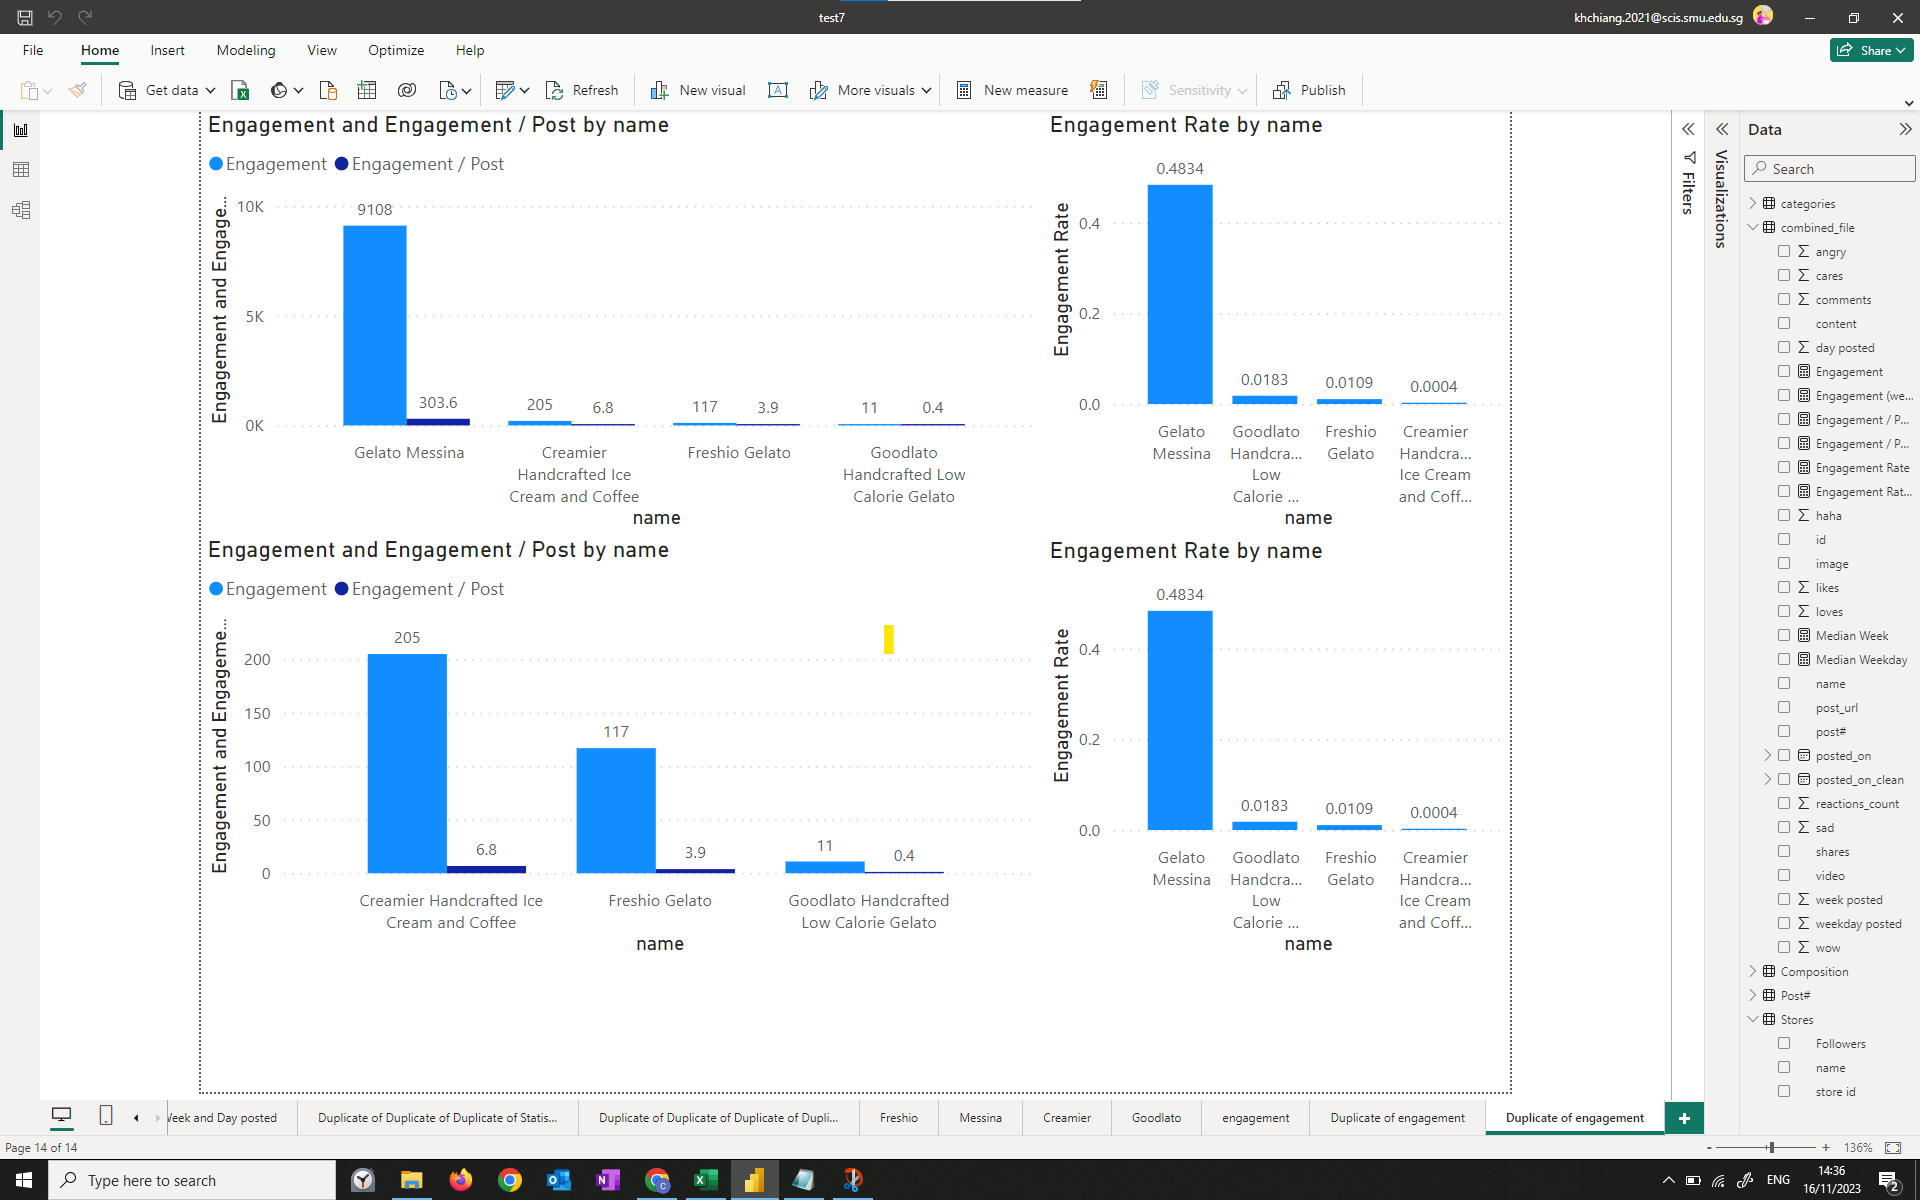 test7
khchiang.2021@scis.smu.edu.sg
File Home Insert Modeling View Optimize Help
Share
Get data
Refresh
New visual
More visuals
New measure
Sensitivity
Publish
Engagement and Engagement / Post by name
Engagement Engagement / Post
Engagement and Engage...
10K
5K
0K
9108
303.6
205
6.8
117
3.9
11
0.4
Gelato Messina
Creamier
Handcrafted Ice
Cream and Coffee
Freshio Gelato
Goodlato
Handcrafted Low
Calorie Gelato
name
Engagement Rate by name
Engagement Rate
0.4
0.2
0.0
0.4834
0.0183
0.0109
0.0004
Gelato
Messina
Goodlato
Handcra...
Low
Calorie ...
Freshio
Gelato
Creamier
Handcra...
Ice Cream
and Coff...
name
Engagement and Engagement / Post by name
Engagement Engagement / Post
Engagement and Engageme...
200
150
100
50
0
205
6.8
117
3.9
11
0.4
Creamier Handcrafted Ice
Cream and Coffee
Freshio Gelato
Goodlato Handcrafted
Low Calorie Gelato
name
Engagement Rate by name
Engagement Rate
0.4
0.2
0.0
0.4834
0.0183
0.0109
0.0004
Gelato
Messina
Goodlato
Handcra...
Low
Calorie ...
Freshio
Gelato
Creamier
Handcra...
Ice Cream
and Coff...
name
Filters
Visualizations
Data
Search
categories
combined_file
angry
cares
comments
content
day posted
Engagement
Engagement (we...
Engagement / P...
Engagement / P...
Engagement Rate
Engagement Rat...
haha
id
image
likes
loves
Median Week
Median Weekday
name
post_url
post#
posted_on
posted_on_clean
reactions_count
sad
shares
video
week posted
weekday posted
wow
Composition
Post#
Stores
Followers
name
store id
Week and Day posted
Duplicate of Duplicate of Duplicate of Statis...
Duplicate of Duplicate of Duplicate of Dupli...
Freshio
Messina
Creamier
Goodlato
engagement
Duplicate of engagement
Duplicate of engagement
Page 14 of 14
136%
Type here to search
ENG
14:36
16/11/2023
2